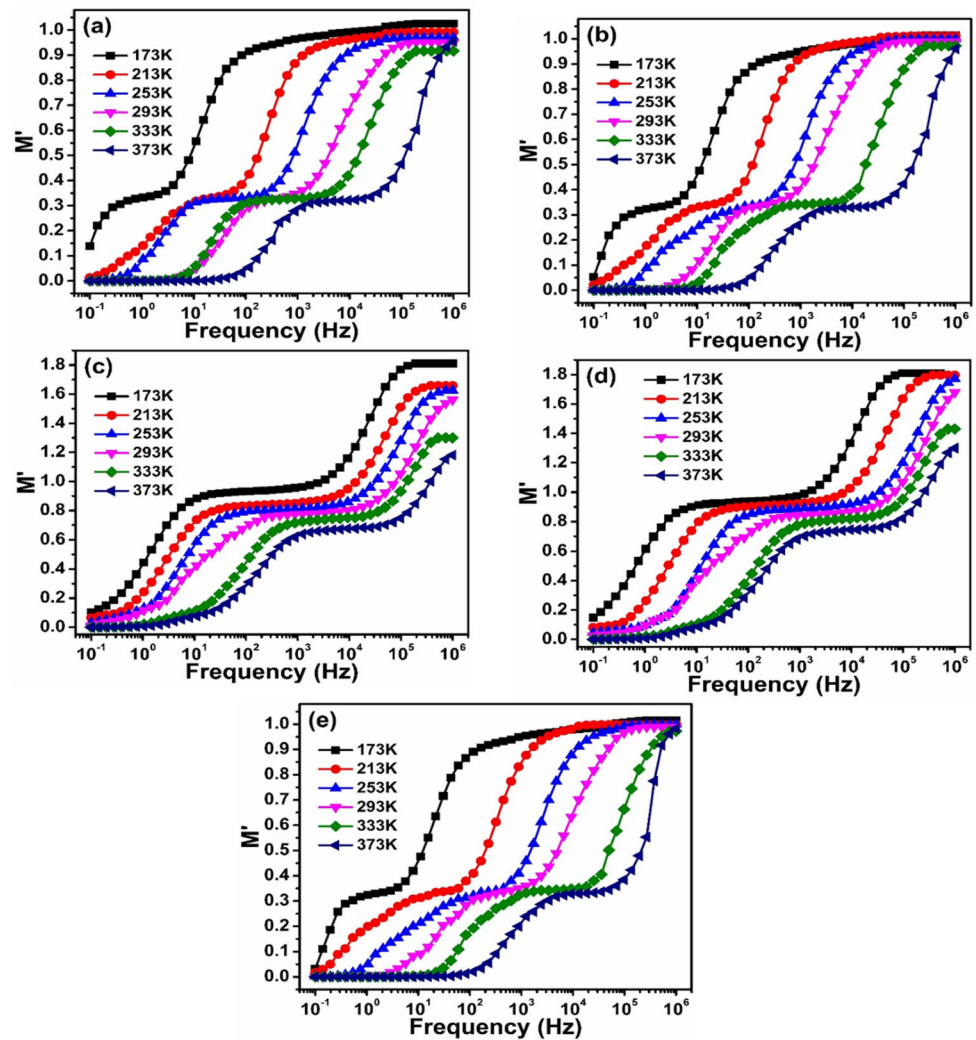 (a)
173K
213K
253K
293K
333K
373K
M'
1.0
0.9
0.8
0.7
0.6
0.5
0.4
0.3
0.2
0.1
0.0
10⁻¹ 10⁰ 10¹ 10² 10³ 10⁴ 10⁵ 10⁶
Frequency (Hz)
(b)
173K
213K
253K
293K
333K
373K
M'
1.0
0.9
0.8
0.7
0.6
0.5
0.4
0.3
0.2
0.1
0.0
10⁻¹ 10⁰ 10¹ 10² 10³ 10⁴ 10⁵ 10⁶
Frequency (Hz)
(c)
173K
213K
253K
293K
333K
373K
M'
1.8
1.6
1.4
1.2
1.0
0.8
0.6
0.4
0.2
0.0
10⁻¹ 10⁰ 10¹ 10² 10³ 10⁴ 10⁵ 10⁶
Frequency (Hz)
(d)
173K
213K
253K
293K
333K
373K
M'
1.8
1.6
1.4
1.2
1.0
0.8
0.6
0.4
0.2
0.0
10⁻¹ 10⁰ 10¹ 10² 10³ 10⁴ 10⁵ 10⁶
Frequency (Hz)
(e)
173K
213K
253K
293K
333K
373K
M'
1.0
0.9
0.8
0.7
0.6
0.5
0.4
0.3
0.2
0.1
0.0
10⁻¹ 10⁰ 10¹ 10² 10³ 10⁴ 10⁵ 10⁶
Frequency (Hz)